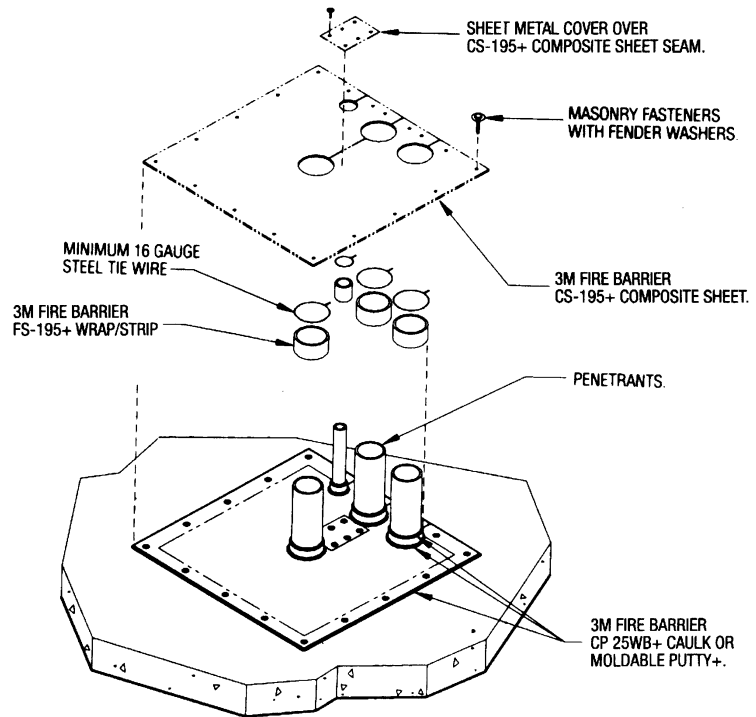 SHEET METAL COVER OVER
CS-195+ COMPOSITE SHEET SEAM.
MASONRY FASTENERS
WITH FENDER WASHERS.
MINIMUM 16 GAUGE
STEEL TIE WIRE
3M FIRE BARRIER
CS-195+ COMPOSITE SHEET.
3M FIRE BARRIER
FS-195+ WRAP/STRIP
PENETRANTS.
3M FIRE BARRIER
CP 25WB+ CAULK OR
MOLDABLE PUTTY+.